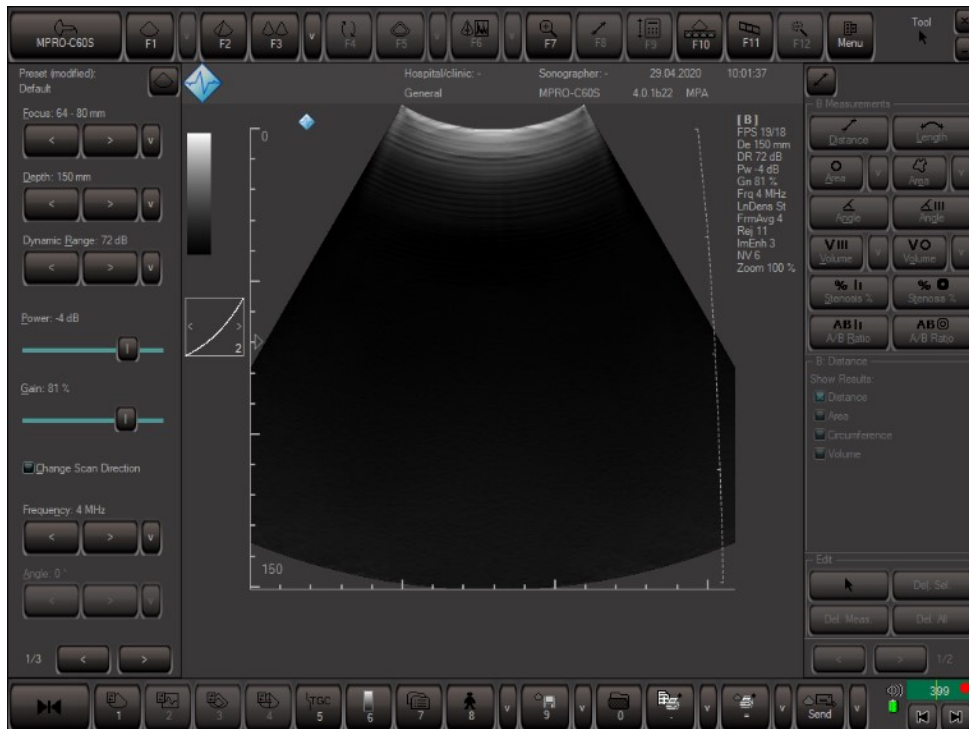 MPRO-C60S F1 v F2 F3 v F4 F5 v F6 v F7 F8 F9 F10 F11 F12 Menu Tool
Preset (modified):
Default
Focus: 64 - 80 mm
< > v
Depth: 150 mm
< > v
Dynamic Range: 72 dB
< > v
Power: -4 dB
Gain: 81 %
Change Scan Direction
Frequency: 4 MHz
< > v
Angle: 0 °
< > v
1/3 < >
Hospital/clinic: - Sonographer: - 29.04.2020 10:01:37
General MPRO-C60S 4.0.1b22 MPA
0
150
< >
2
[B]
FPS 19/18
De 150 mm
DR 72 dB
Pw -4 dB
Gn 81 %
Frq 4 MHz
LnDens St
FrmAvg 4
Rej 11
ImEnh 3
NV 6
Zoom 100 %
B Measurements
Distance Length
Area v Area v
Angle Angle
Volume v Volume v
% Stenosis % % Stenosis %
AB A/B Ratio AB A/B Ratio
B: Distance
Show Results:
Distance
Area
Circumference
Volume
Edit
Del. Sel.
Del. Meas. Del. All
< > 1/2
1 2 3 4 TGC 5 6 7 8 v 9 v 0 - v = v Send v 399